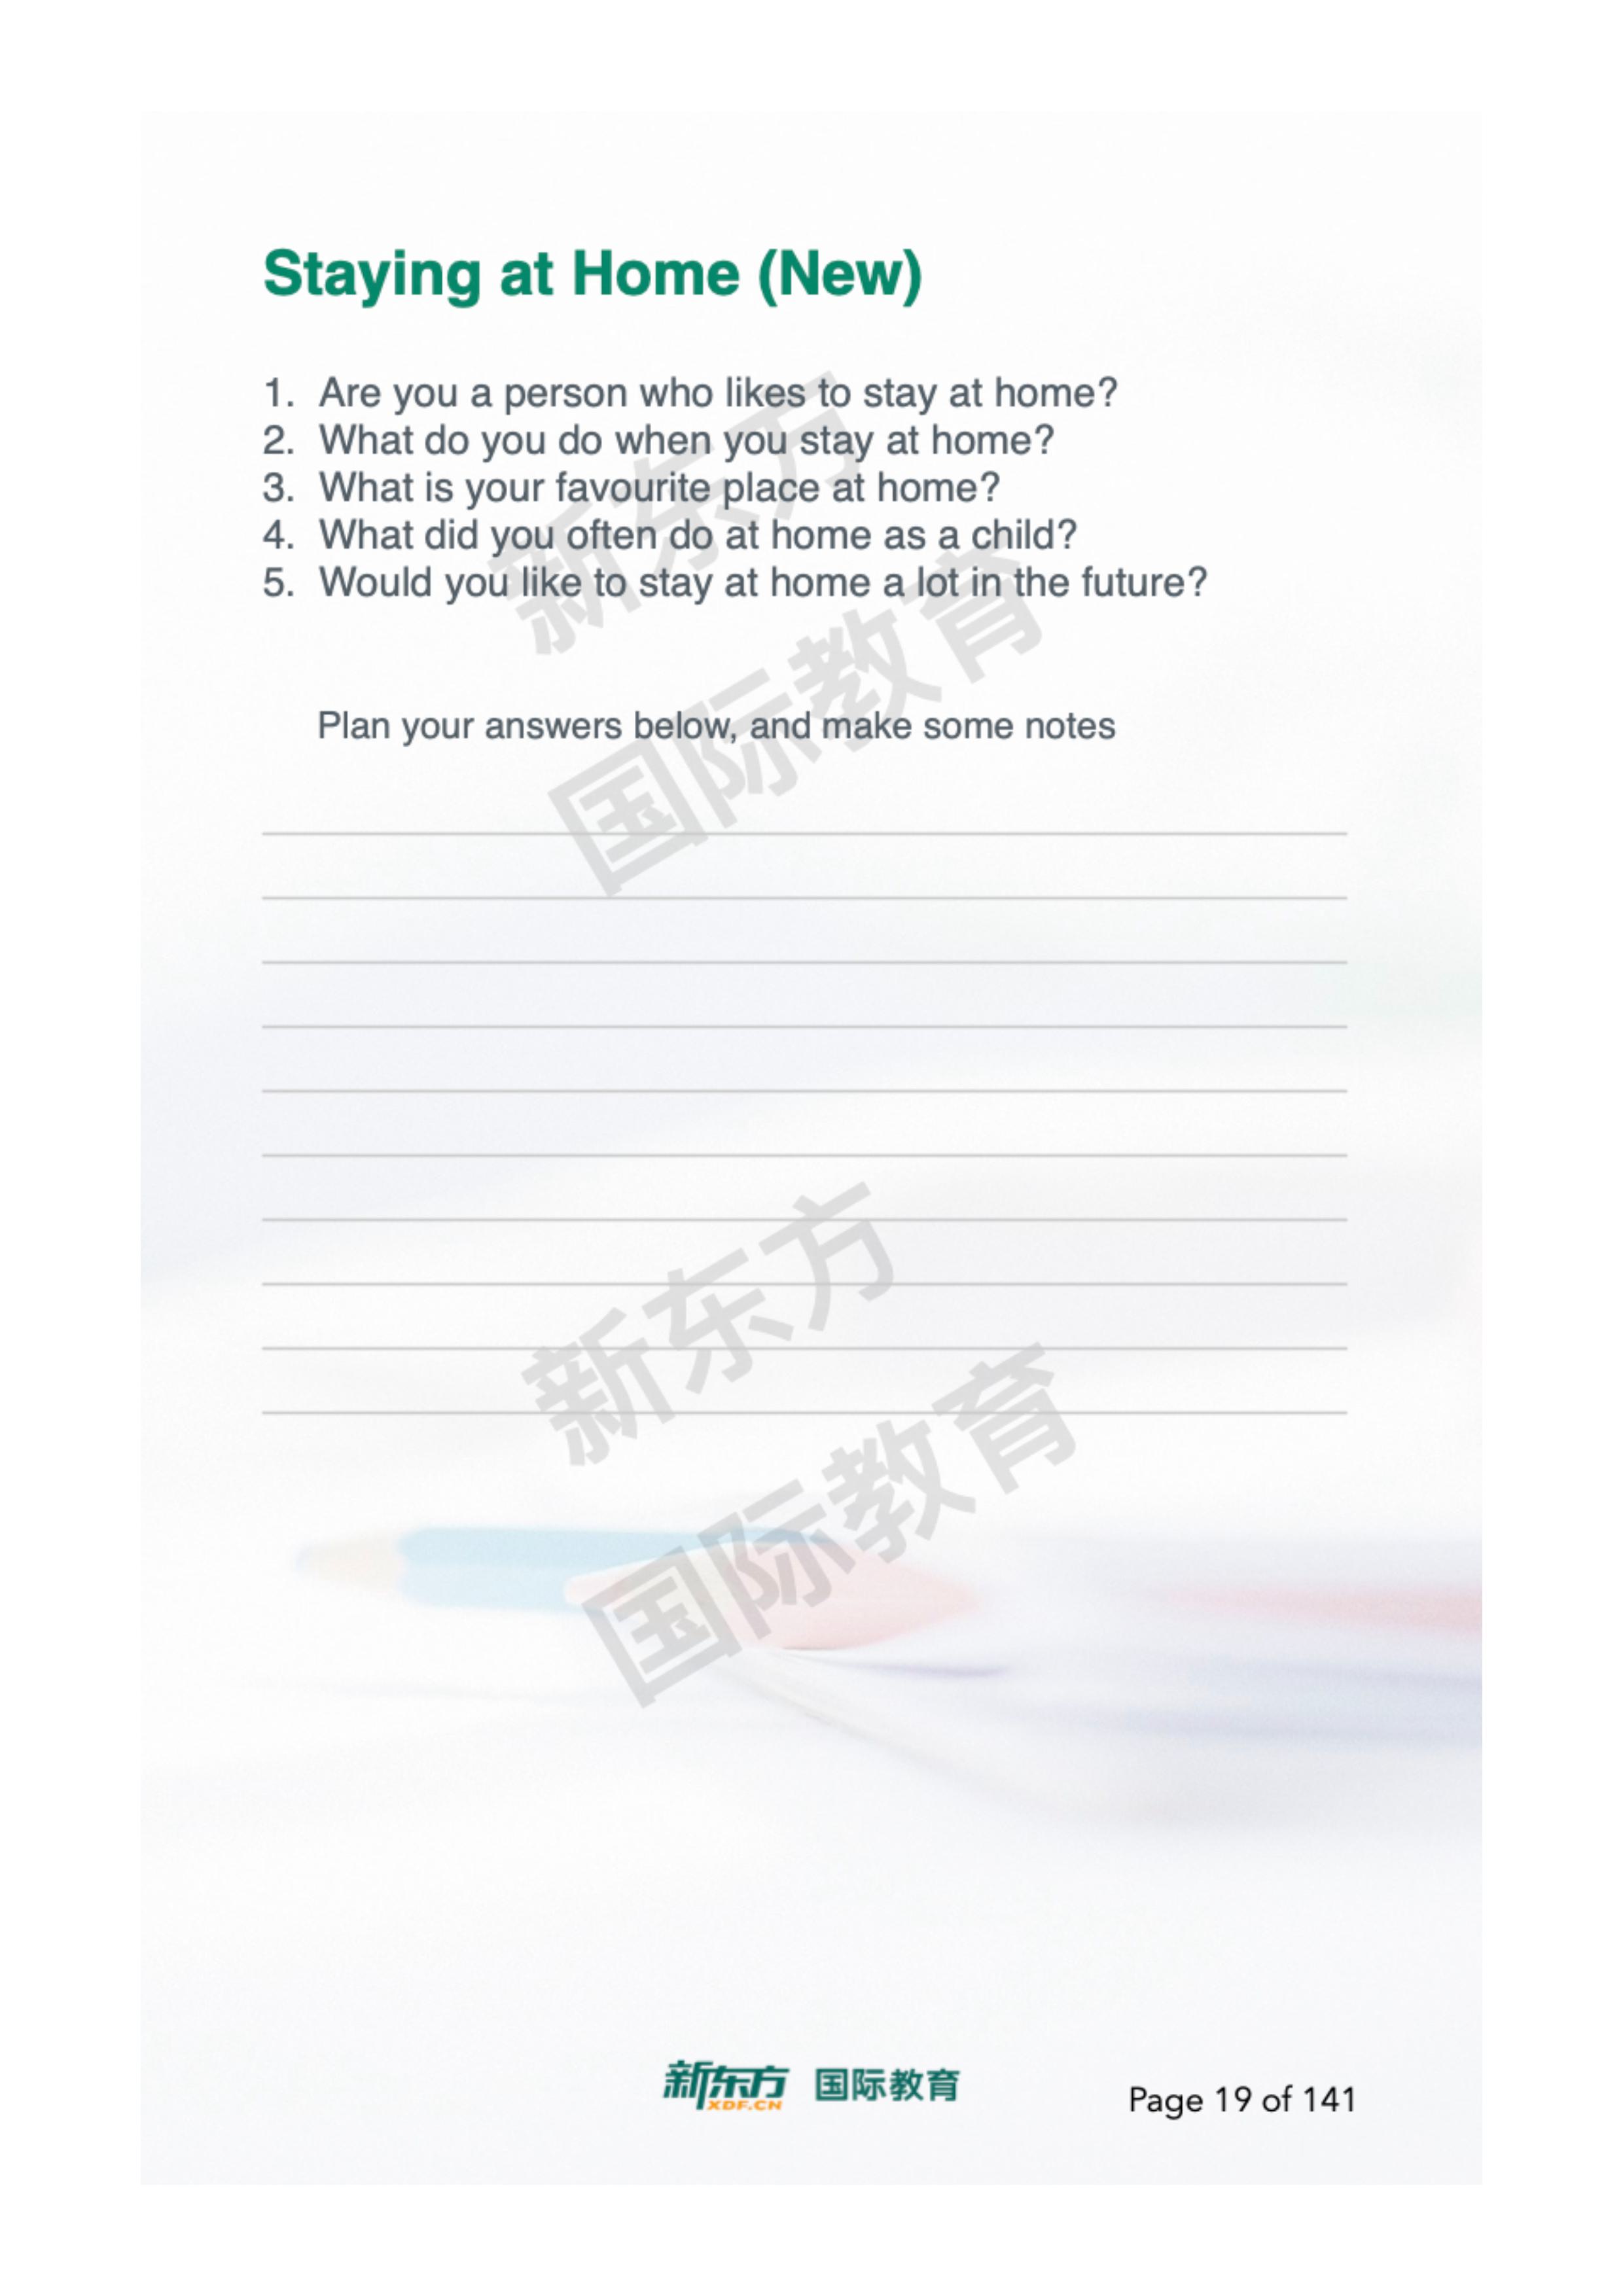 Staying at Home (New)
1. Are you a person who likes to stay at home?
2. What do you do when you stay at home?
3. What is your favourite place at home?
4. What did you often do at home as a child?
5. Would you like to stay at home a lot in the future?
Plan your answers below, and make some notes
新东方
国际教育
新东方
国际教育
新东方 国际教育
XDF.CN
Page 19 of 141